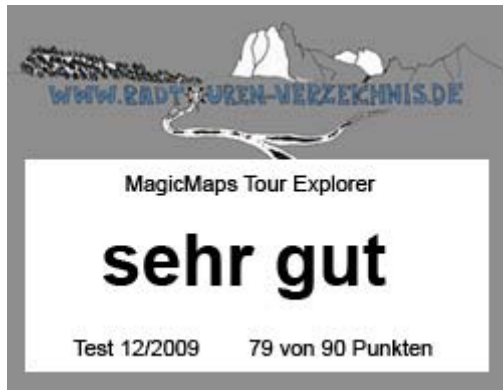 WWW.RADTOUREN-VERZEICHNIS.DE
MagicMaps Tour Explorer
sehr gut
Test 12/2009 79 von 90 Punkten